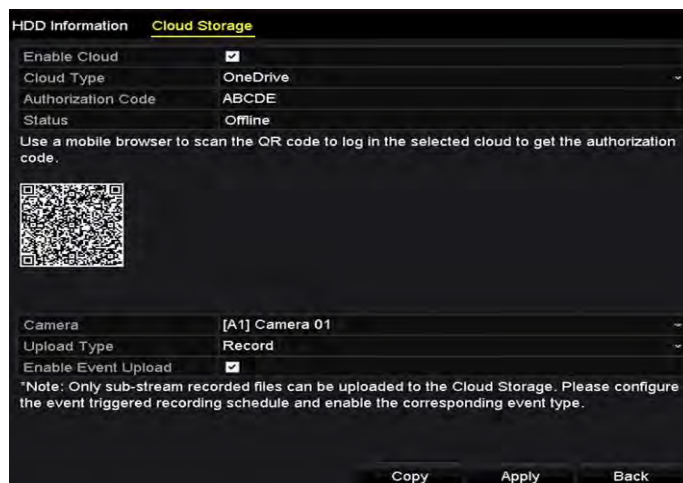 HDD Information Cloud Storage
Enable Cloud
Cloud Type OneDrive
Authorization Code ABCDE
Status Offline
Use a mobile browser to scan the QR code to log in the selected cloud to get the authorization
code.
Camera [A1] Camera 01
Upload Type Record
Enable Event Upload
*Note: Only sub-stream recorded files can be uploaded to the Cloud Storage. Please configure
the event triggered recording schedule and enable the corresponding event type.
Copy Apply Back